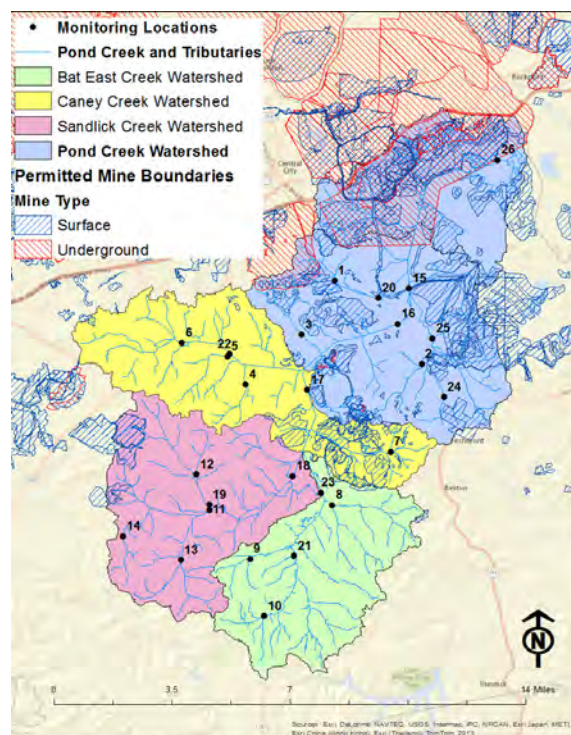 Monitoring Locations
Pond Creek and Tributaries
Bat East Creek Watershed
Caney Creek Watershed
Sandlick Creek Watershed
Pond Creek Watershed
Permitted Mine Boundaries
Mine Type
Surface
Underground
Central
City
26
1
15
20
16
3
25
6
22
5
2
4
17
24
7
12
18
23
19
11
8
14
13
9
21
10
N
0
3.5
7
14 Miles